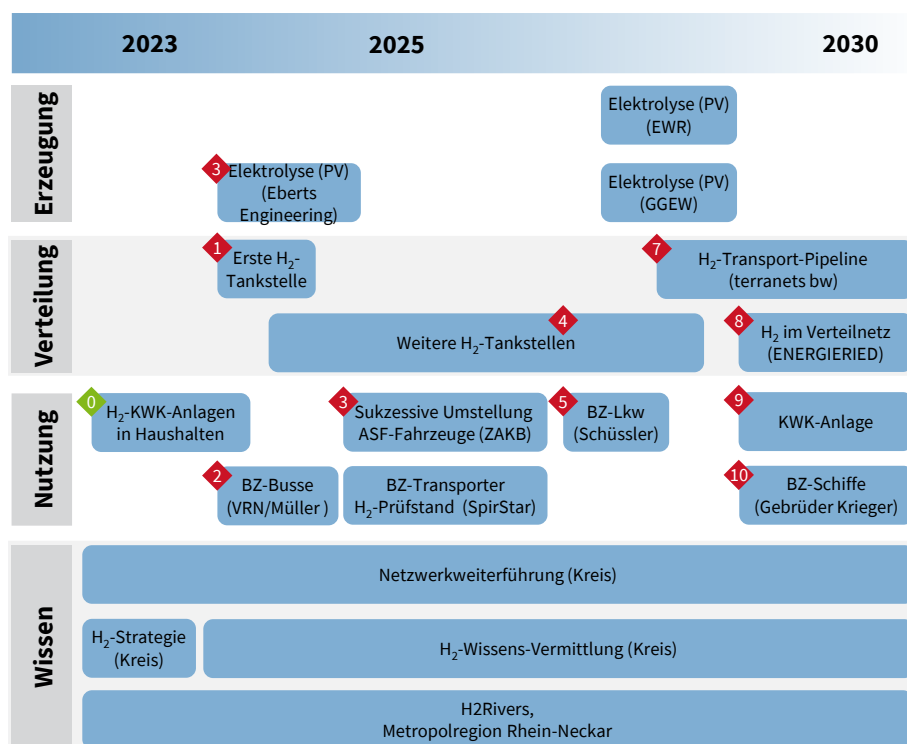 2023
2025
2030
Erzeugung
Elektrolyse (PV)
(EWR)
3
Elektrolyse (PV)
(Eberts
Engineering)
Elektrolyse (PV)
(GGEW)
Verteilung
1
Erste H₂-
Tankstelle
7
H₂-Transport-Pipeline
(terranets bw)
4
Weitere H₂-Tankstellen
8
H₂ im Verteilnetz
(ENERGIERIED)
Nutzung
0
H₂-KWK-Anlagen
in Haushalten
3
Sukzessive Umstellung
ASF-Fahrzeuge (ZAKB)
5
BZ-Lkw
(Schüssler)
9
KWK-Anlage
2
BZ-Busse
(VRN/Müller )
BZ-Transporter
H₂-Prüfstand (SpirStar)
10
BZ-Schiffe
(Gebrüder Krieger)
Wissen
Netzwerkweiterführung (Kreis)
H₂-Strategie
(Kreis)
H₂-Wissens-Vermittlung (Kreis)
H2Rivers,
Metropolregion Rhein-Neckar